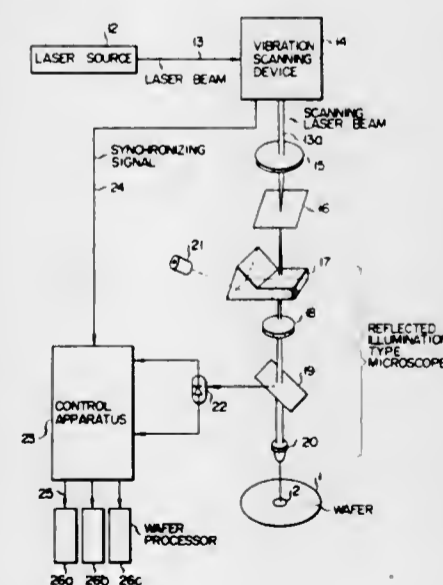 12
13
14
LASER SOURCE
LASER BEAM
VIBRATION
SCANNING
DEVICE
SCANNING
LASER BEAM
13a
15
SYNCHRONIZING
SIGNAL
24
16
21
17
18
REFLECTED
ILLUMINATION
TYPE
MICROSCOPE
19
22
CONTROL
APPARATUS
23
20
1
2
WAFER
25
WAFER
PROCESSOR
26a 26b 26c